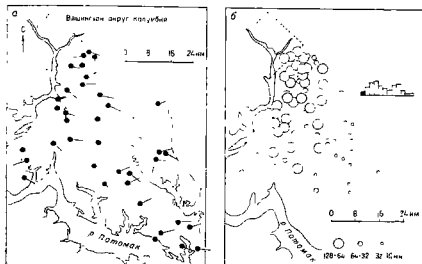 а
Вашингтон округ Колумбия
С
0 8 16 24 км
р. Потомак
б
0 8 16 24 км
р. Потомак
128-64 64-32 32-16 мм